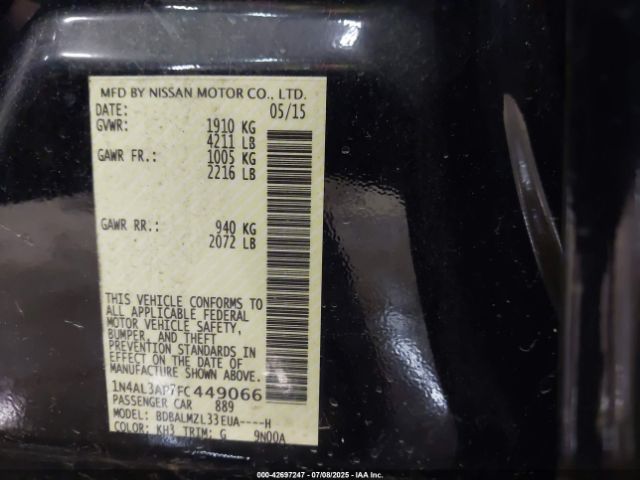 MFD BY NISSAN MOTOR CO., LTD.
DATE: 05/15
GVWR: 1910 KG
4211 LB
GAWR FR.: 1005 KG
2216 LB
GAWR RR.: 940 KG
2072 LB
THIS VEHICLE CONFORMS TO
ALL APPLICABLE FEDERAL
MOTOR VEHICLE SAFETY,
BUMPER, AND THEFT
PREVENTION STANDARDS IN
EFFECT ON THE DATE OF
MANUFACTURE SHOWN ABOVE.
1N4AL3AP7FC449066
PASSENGER CAR 889
MODEL: BDBALMZL33EUA----H
COLOR: KH3 TRIM: G 9N00A
000-42697247 - 07/08/2025 - © IAA Inc.